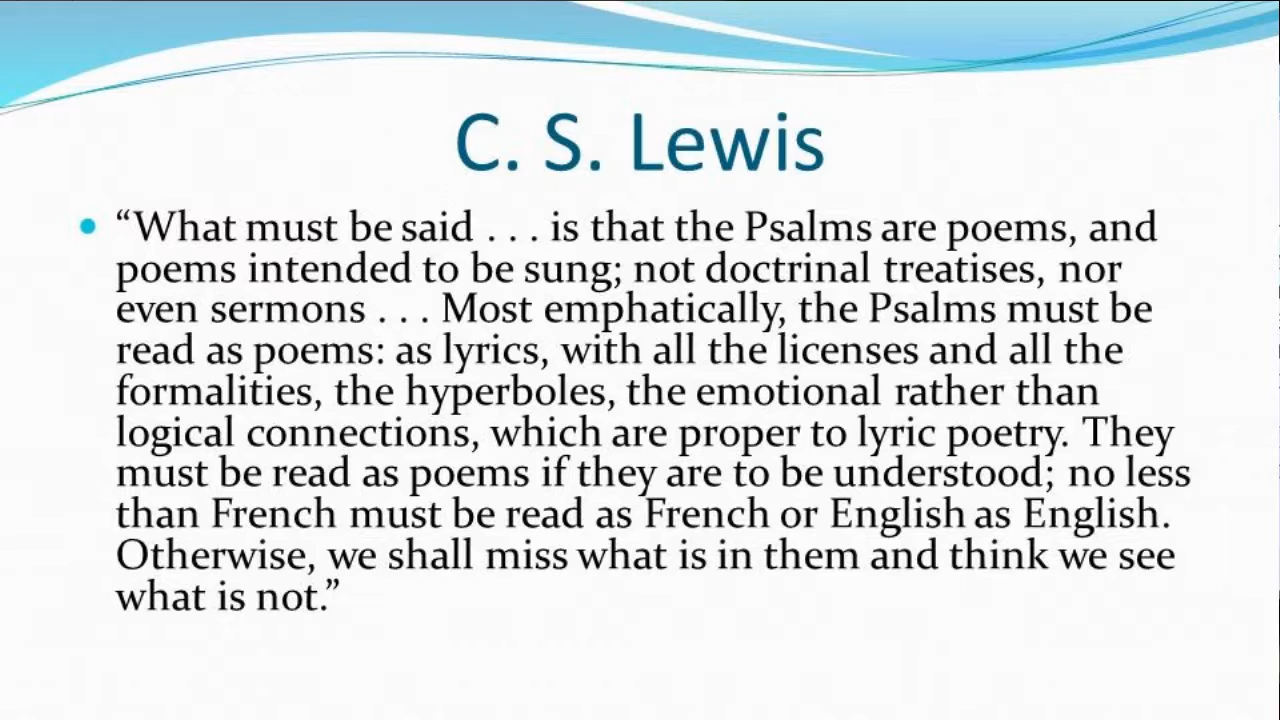 C. S. Lewis
• “What must be said . . . is that the Psalms are poems, and
poems intended to be sung; not doctrinal treatises, nor
even sermons . . . Most emphatically, the Psalms must be
read as poems: as lyrics, with all the licenses and all the
formalities, the hyperboles, the emotional rather than
logical connections, which are proper to lyric poetry. They
must be read as poems if they are to be understood; no less
than French must be read as French or English as English.
Otherwise, we shall miss what is in them and think we see
what is not.”